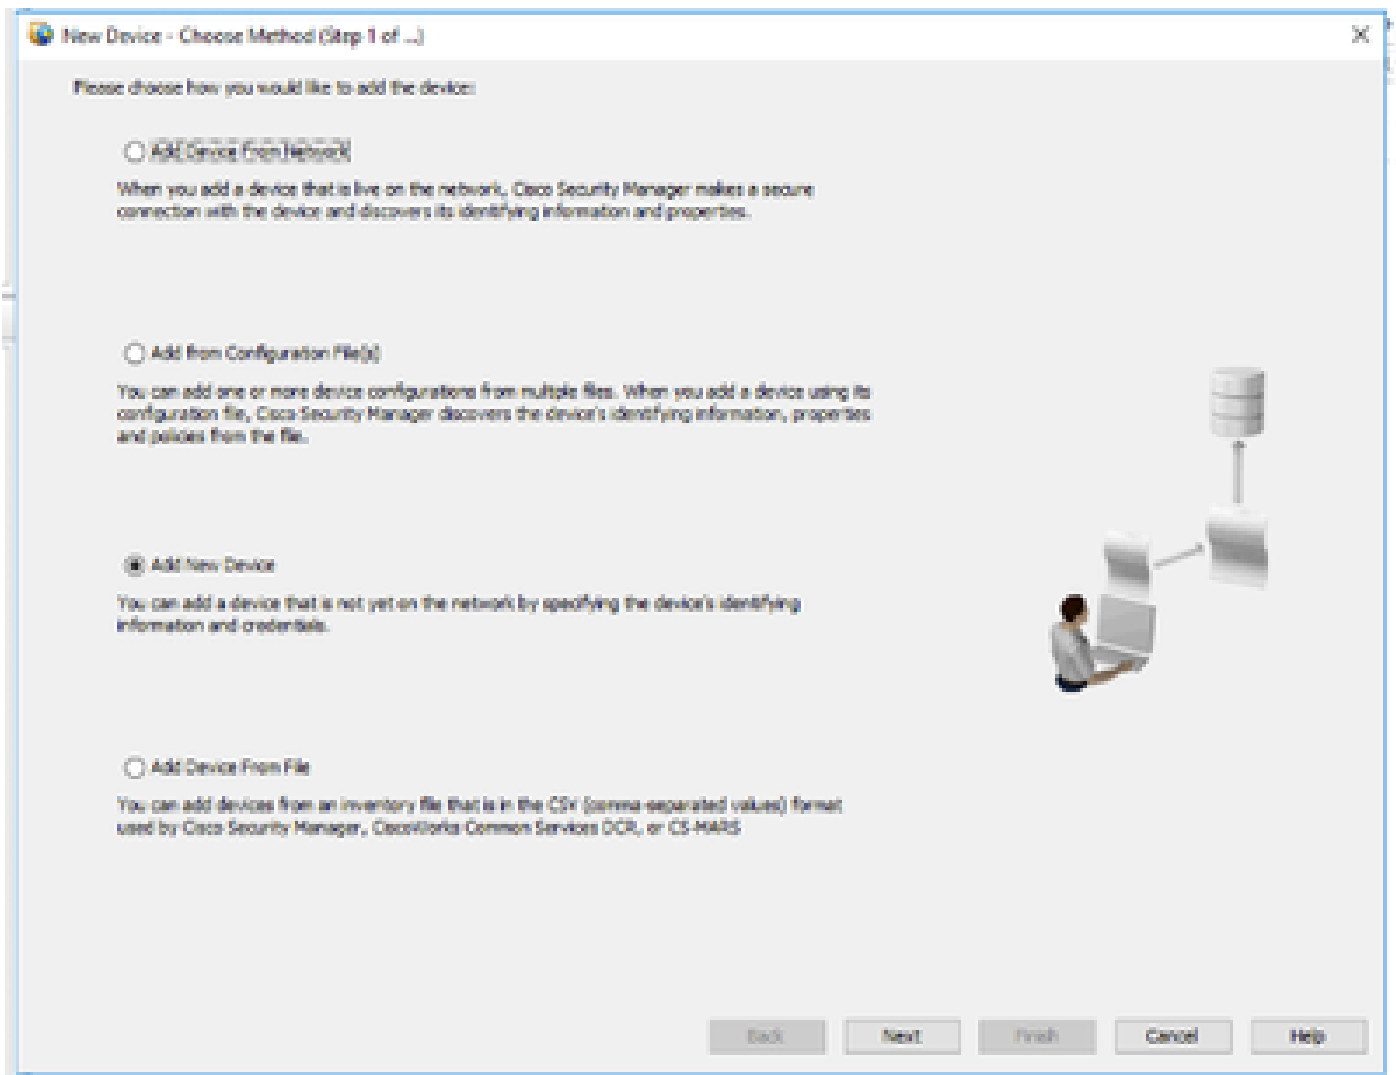 New Device - Choose Method (Step 1 of ...)
Please choose how you would like to add the device:
Add Device From Network
When you add a device that is live on the network, Cisco Security Manager makes a secure
connection with the device and discovers its identifying information and properties.
Add from Configuration File(s)
You can add one or more device configurations from multiple files. When you add a device using its
configuration file, Cisco Security Manager discovers the device's identifying information, properties
and policies from the file.
Add New Device
You can add a device that is not yet on the network by specifying the device's identifying
information and credentials.
Add Device From File
You can add devices from an inventory file that is in the CSV (comma-separated values) format
used by Cisco Security Manager, CiscoWorks Common Services DCR, or CS-MARS
Back
Next
Finish
Cancel
Help